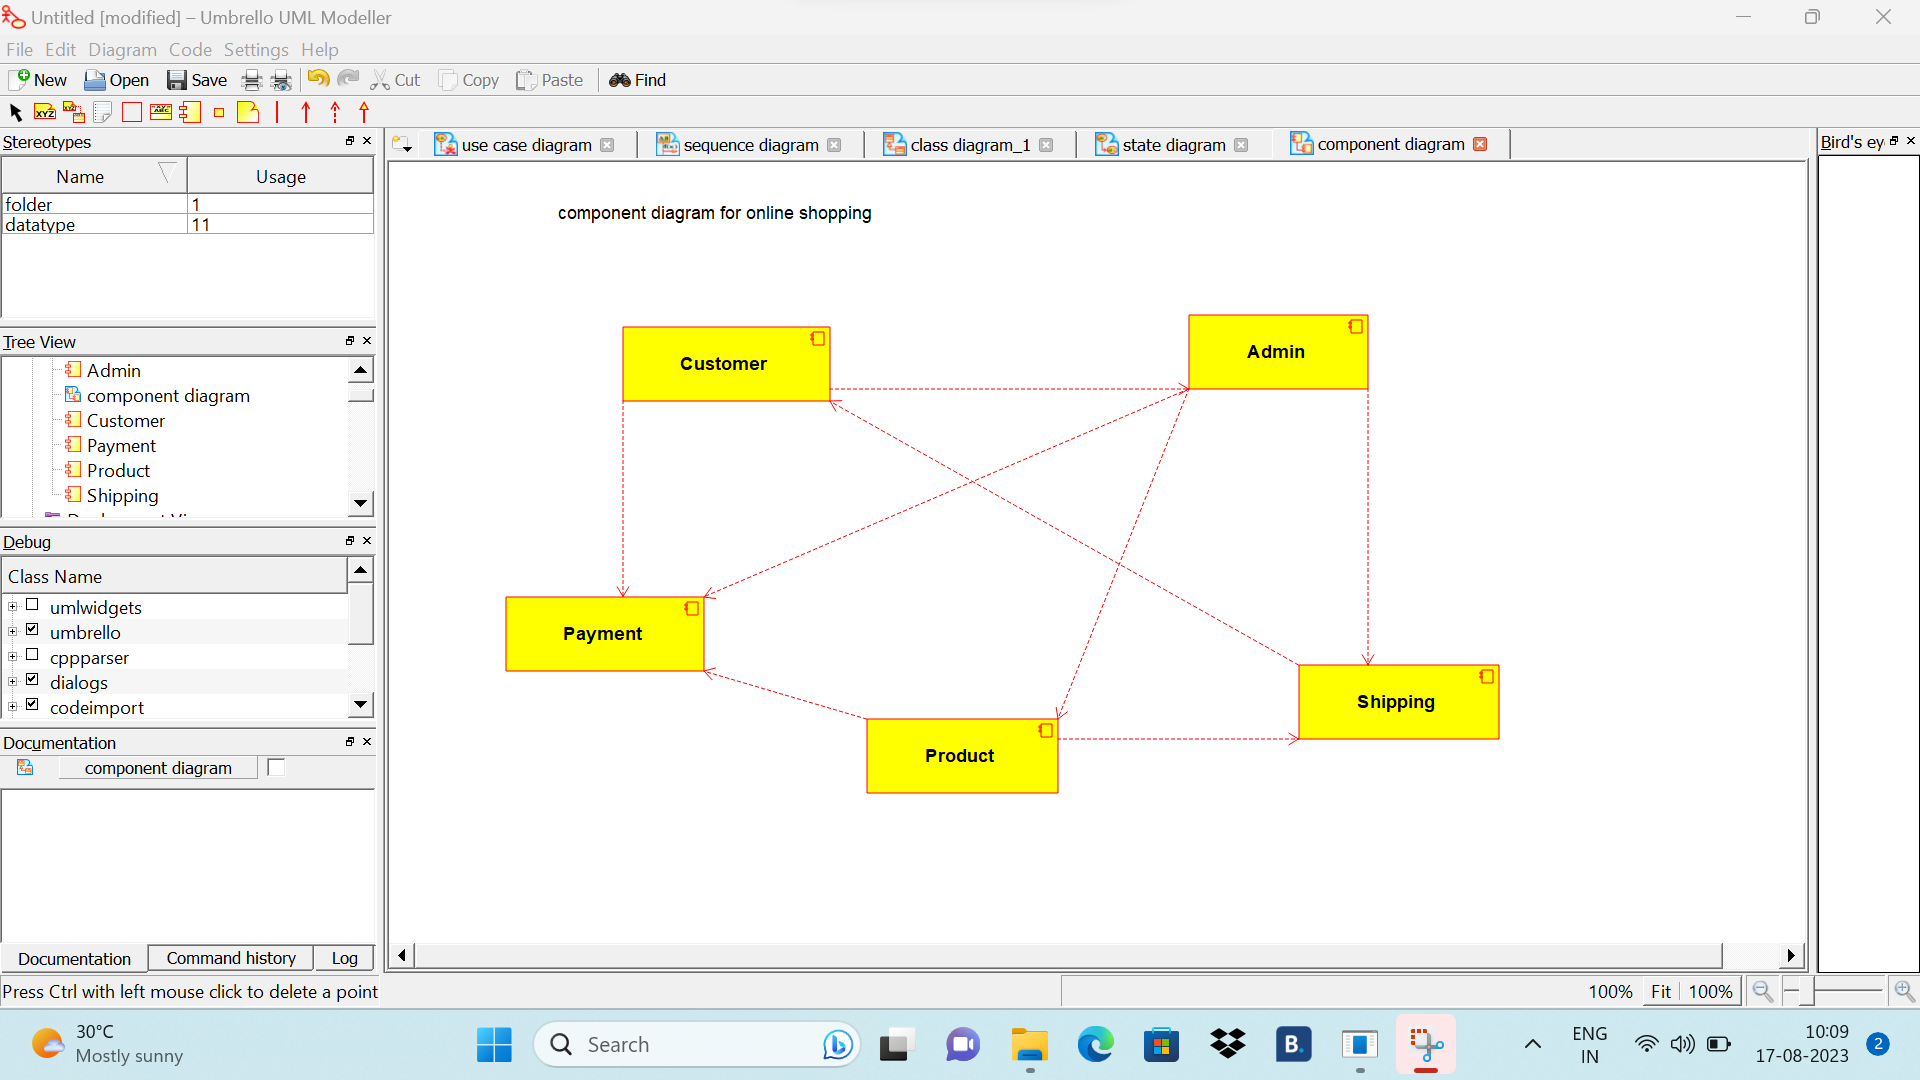 Untitled [modified] – Umbrello UML Modeller
File Edit Diagram Code Settings Help
New Open Save Cut Copy Paste Find
XYZ
Stereotypes
Name Usage
folder 1
datatype 11
Tree View
Admin
component diagram
Customer
Payment
Product
Shipping
Debug
Class Name
umlwidgets
umbrello
cppparser
dialogs
codeimport
Documentation
component diagram
Documentation Command history Log
Press Ctrl with left mouse click to delete a point
use case diagram sequence diagram class diagram_1 state diagram component diagram
Bird's ey
component diagram for online shopping
Customer
Admin
Payment
Shipping
Product
100% Fit 100%
30°C
Mostly sunny
Search
B.
ENG
IN
10:09
17-08-2023
2